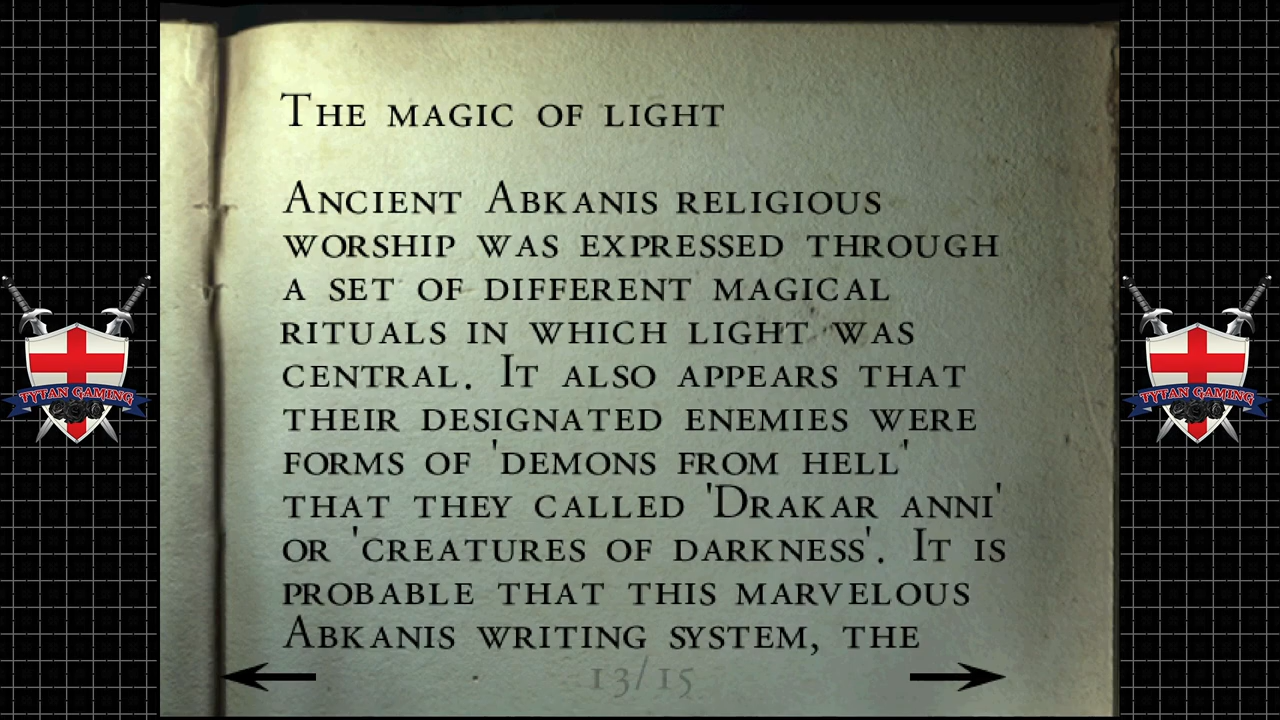 The magic of light
Ancient Abkanis religious
worship was expressed through
a set of different magical
rituals in which light was
central. It also appears that
their designated enemies were
forms of 'demons from hell'
that they called 'Drakar anni'
or 'creatures of darkness'. It is
probable that this marvelous
Abkanis writing system, the
13/15
TYTAN GAMING
TYTAN GAMING